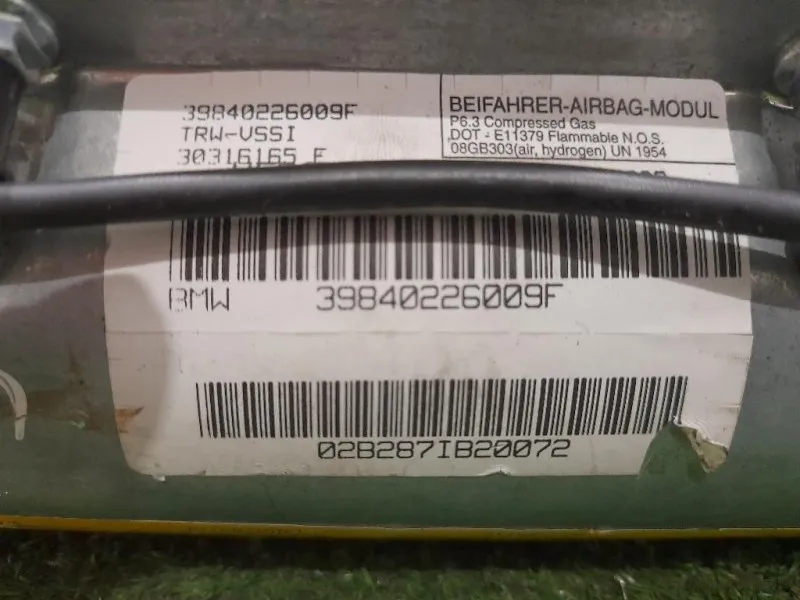 39840226009F
TRW-VSSI
30316165 F
BEIFAHRER-AIRBAG-MODUL
P6.3 Compressed Gas
DOT - E11379 Flammable N.O.S.
08GB303(air, hydrogen) UN 1954
BMW 39840226009F
02B287IB20072